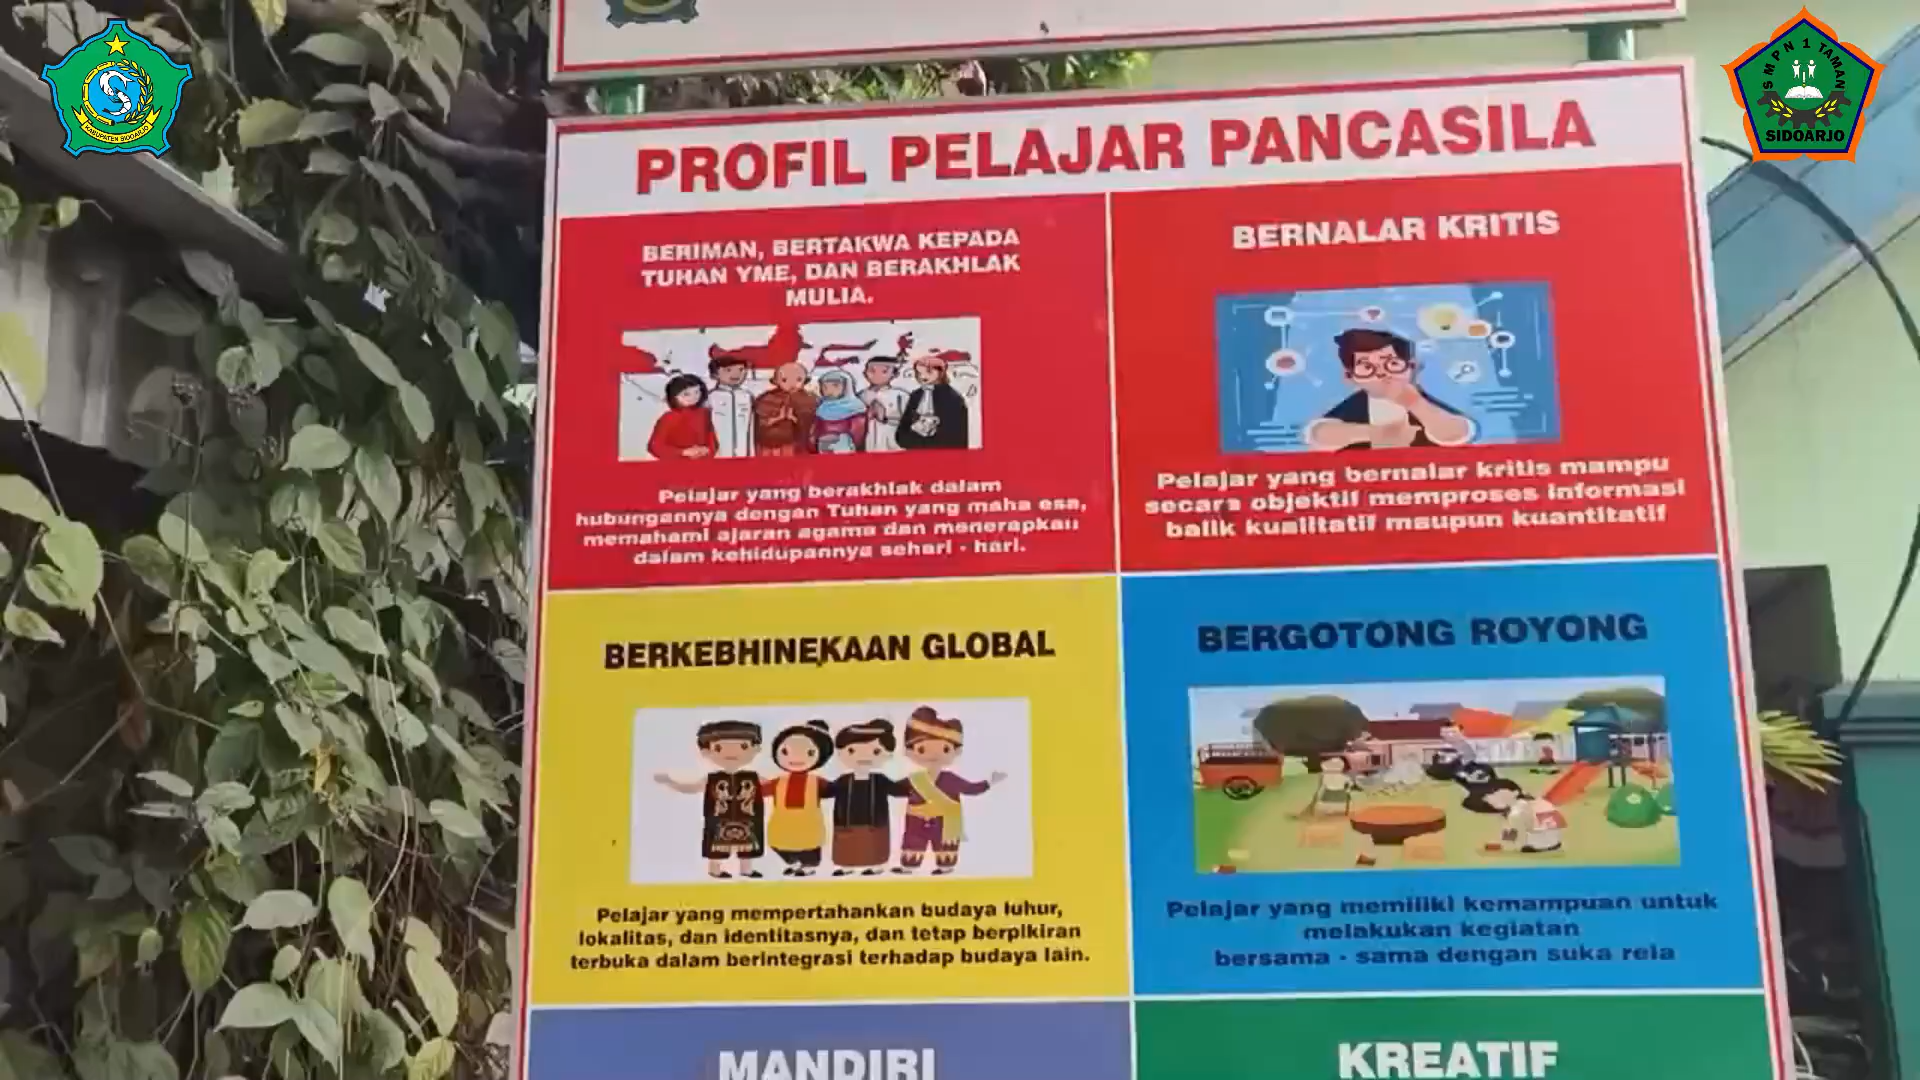 KABUPATEN SIDOARJO
SMPN 1 TAMAN
SIDOARJO
PROFIL PELAJAR PANCASILA
BERIMAN, BERTAKWA KEPADA
TUHAN YME, DAN BERAKHLAK
MULIA.
Pelajar yang berakhlak dalam
hubungannya dengan Tuhan yang maha esa,
memahami ajaran agama dan menerapkan
dalam kehidupannya sehari - hari.
BERNALAR KRITIS
Pelajar yang bernalar kritis mampu
secara objektif memproses informasi
balik kualitatif maupun kuantitatif
BERKEBHINEKAAN GLOBAL
Pelajar yang mempertahankan budaya luhur,
lokalitas, dan identitasnya, dan tetap berpikiran
terbuka dalam berintegrasi terhadap budaya lain.
BERGOTONG ROYONG
Pelajar yang memiliki kemampuan untuk
melakukan kegiatan
bersama - sama dengan suka rela
MANDIRI
KREATIF